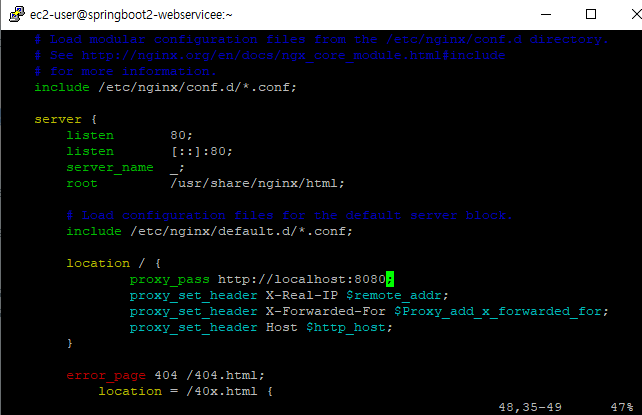 ec2-user@springboot2-webservicee:~
# Load modular configuration files from the /etc/nginx/conf.d directory.
# See http://nginx.org/en/docs/ngx_core_module.html#include
# for more information.
include /etc/nginx/conf.d/*.conf;
server {
listen 80;
listen [::]:80;
server_name _;
root /usr/share/nginx/html;
# Load configuration files for the default server block.
include /etc/nginx/default.d/*.conf;
location / {
proxy_pass http://localhost:8080;
proxy_set_header X-Real-IP $remote_addr;
proxy_set_header X-Forwarded-For $Proxy_add_x_forwarded_for;
proxy_set_header Host $http_host;
}
error_page 404 /404.html;
location = /40x.html {
48,35-49 47%